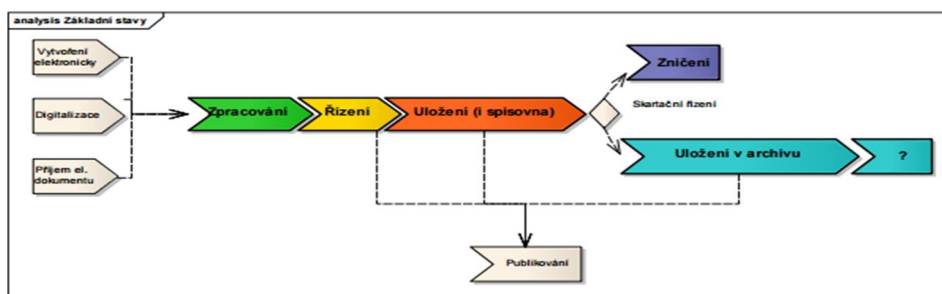 analysis Základní stavy
Vytvoření
elektronicky
Digitalizace
Příjem el.
dokumentu
Zpracování
Řízení
Uložení (i spisovna)
Zničení
Skartační řízení
Uložení v archivu
?
Publikování